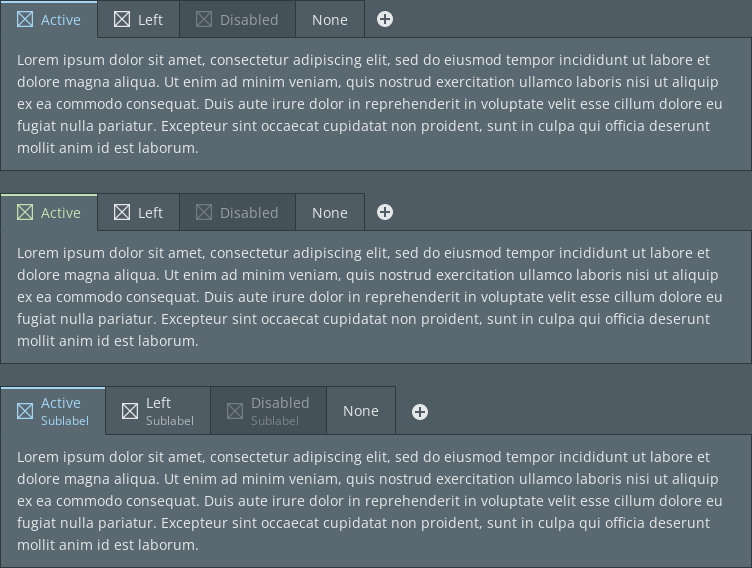 Active Left Disabled None
Lorem ipsum dolor sit amet, consectetur adipiscing elit, sed do eiusmod tempor incididunt ut labore et
dolore magna aliqua. Ut enim ad minim veniam, quis nostrud exercitation ullamco laboris nisi ut aliquip
ex ea commodo consequat. Duis aute irure dolor in reprehenderit in voluptate velit esse cillum dolore eu
fugiat nulla pariatur. Excepteur sint occaecat cupidatat non proident, sunt in culpa qui officia deserunt
mollit anim id est laborum.
Active Left Disabled None
Lorem ipsum dolor sit amet, consectetur adipiscing elit, sed do eiusmod tempor incididunt ut labore et
dolore magna aliqua. Ut enim ad minim veniam, quis nostrud exercitation ullamco laboris nisi ut aliquip
ex ea commodo consequat. Duis aute irure dolor in reprehenderit in voluptate velit esse cillum dolore eu
fugiat nulla pariatur. Excepteur sint occaecat cupidatat non proident, sunt in culpa qui officia deserunt
mollit anim id est laborum.
Active Left Disabled None
Sublabel Sublabel Sublabel
Lorem ipsum dolor sit amet, consectetur adipiscing elit, sed do eiusmod tempor incididunt ut labore et
dolore magna aliqua. Ut enim ad minim veniam, quis nostrud exercitation ullamco laboris nisi ut aliquip
ex ea commodo consequat. Duis aute irure dolor in reprehenderit in voluptate velit esse cillum dolore eu
fugiat nulla pariatur. Excepteur sint occaecat cupidatat non proident, sunt in culpa qui officia deserunt
mollit anim id est laborum.